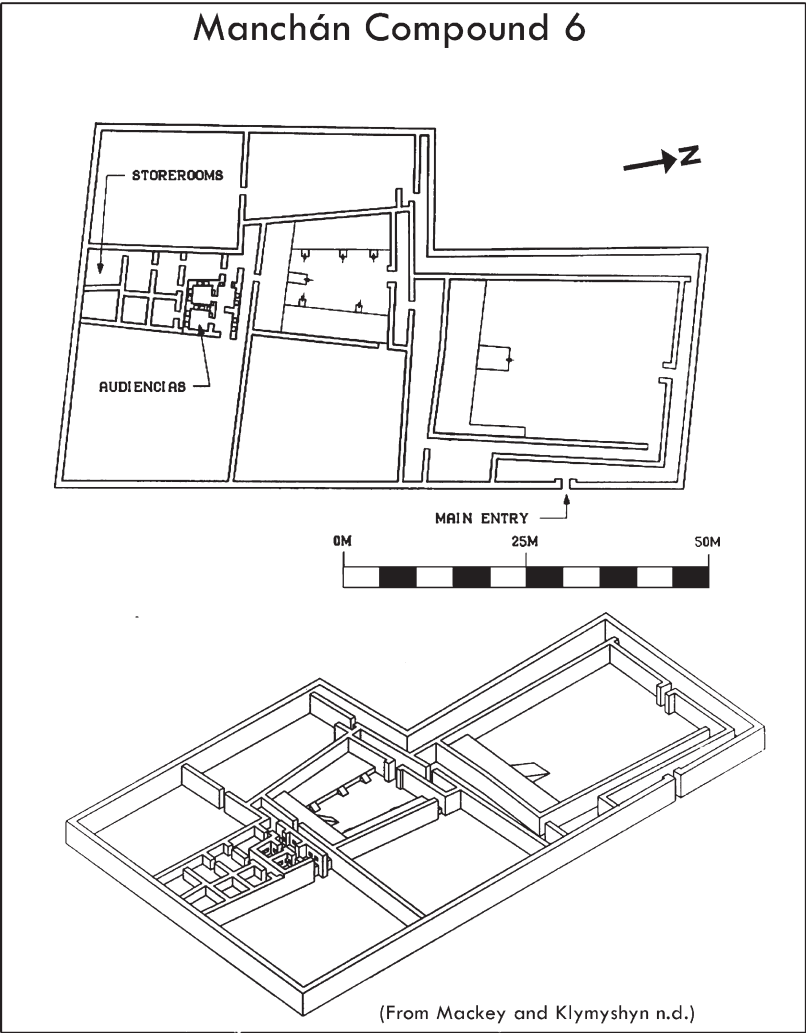 Manchán Compound 6
N
STOREROOMS
AUDIENCIAS
MAIN ENTRY
0M 25M 50M
(From Mackey and Klymyshyn n.d.)